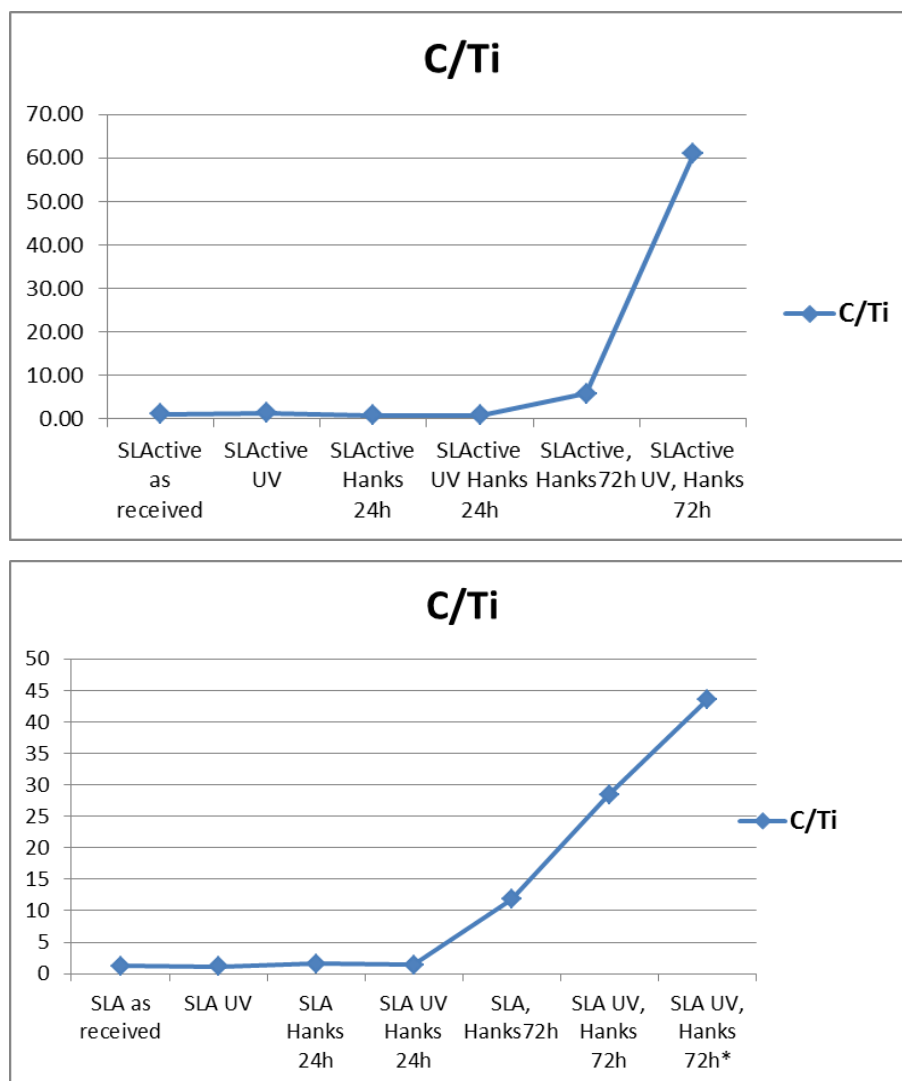 C/Ti
70.00
60.00
50.00
40.00
30.00
20.00
10.00
0.00
C/Ti
SLActive as received
SLActive UV
SLActive Hanks 24h
SLActive UV Hanks 24h
SLActive, Hanks72h
SLActive UV, Hanks 72h
C/Ti
50
45
40
35
30
25
20
15
10
5
0
C/Ti
SLA as received
SLA UV
SLA Hanks 24h
SLA UV Hanks 24h
SLA, Hanks72h
SLA UV, Hanks 72h
SLA UV, Hanks 72h*